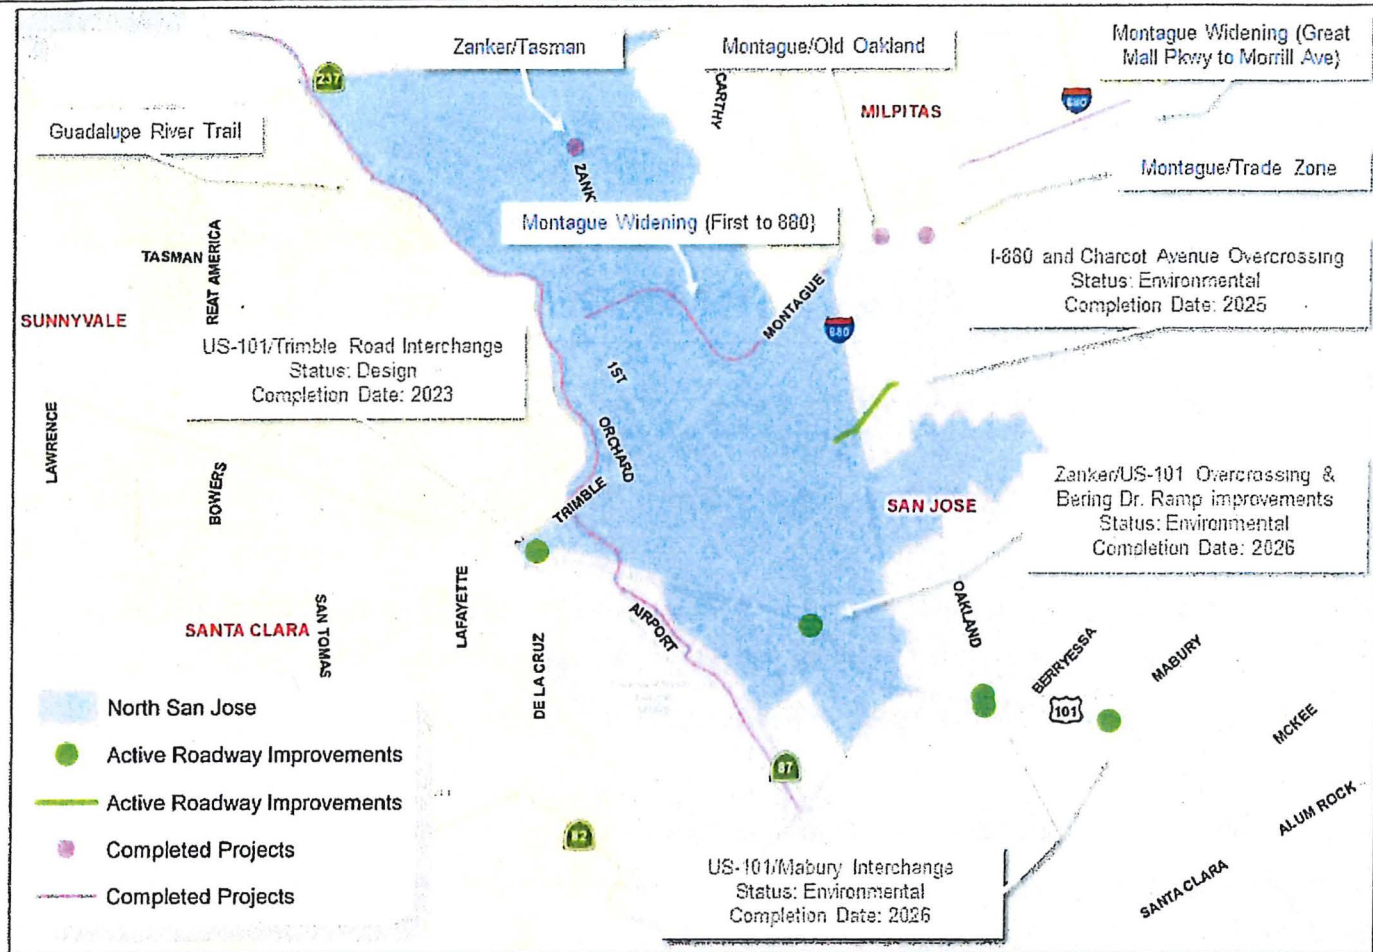 Zanker/Tasman
Montague/Old Oakland
Montague Widening (Great
Mall Pkwy to Morrill Ave)
237
CARTHY
MILPITAS
680
Guadalupe River Trail
ZANK
Montague/Trade Zone
Montague Widening (First to 880)
TASMAN
REAT AMERICA
I-880 and Charcot Avenue Overcrossing
Status: Environmental
Completion Date: 2025
MONTAGUE
SUNNYVALE
880
US-101/Trimble Road Interchange
Status: Design
Completion Date: 2023
1ST
LAWRENCE
ORCHARD
BOWERS
TRIMBLE
SAN JOSE
Zanker/US-101 Overcrossing &
Bering Dr. Ramp improvements
Status: Environmental
Completion Date: 2026
LAFAYETTE
SANTA CLARA
SAN TOMAS
AIRPORT
OAKLAND
DE LA CRUZ
BERRYESSA
MABURY
101
MCKEE
North San Jose
Active Roadway Improvements
87
Active Roadway Improvements
ALUM ROCK
82
Completed Projects
US-101/Mabury Interchange
Status: Environmental
Completion Date: 2026
SANTA CLARA
Completed Projects